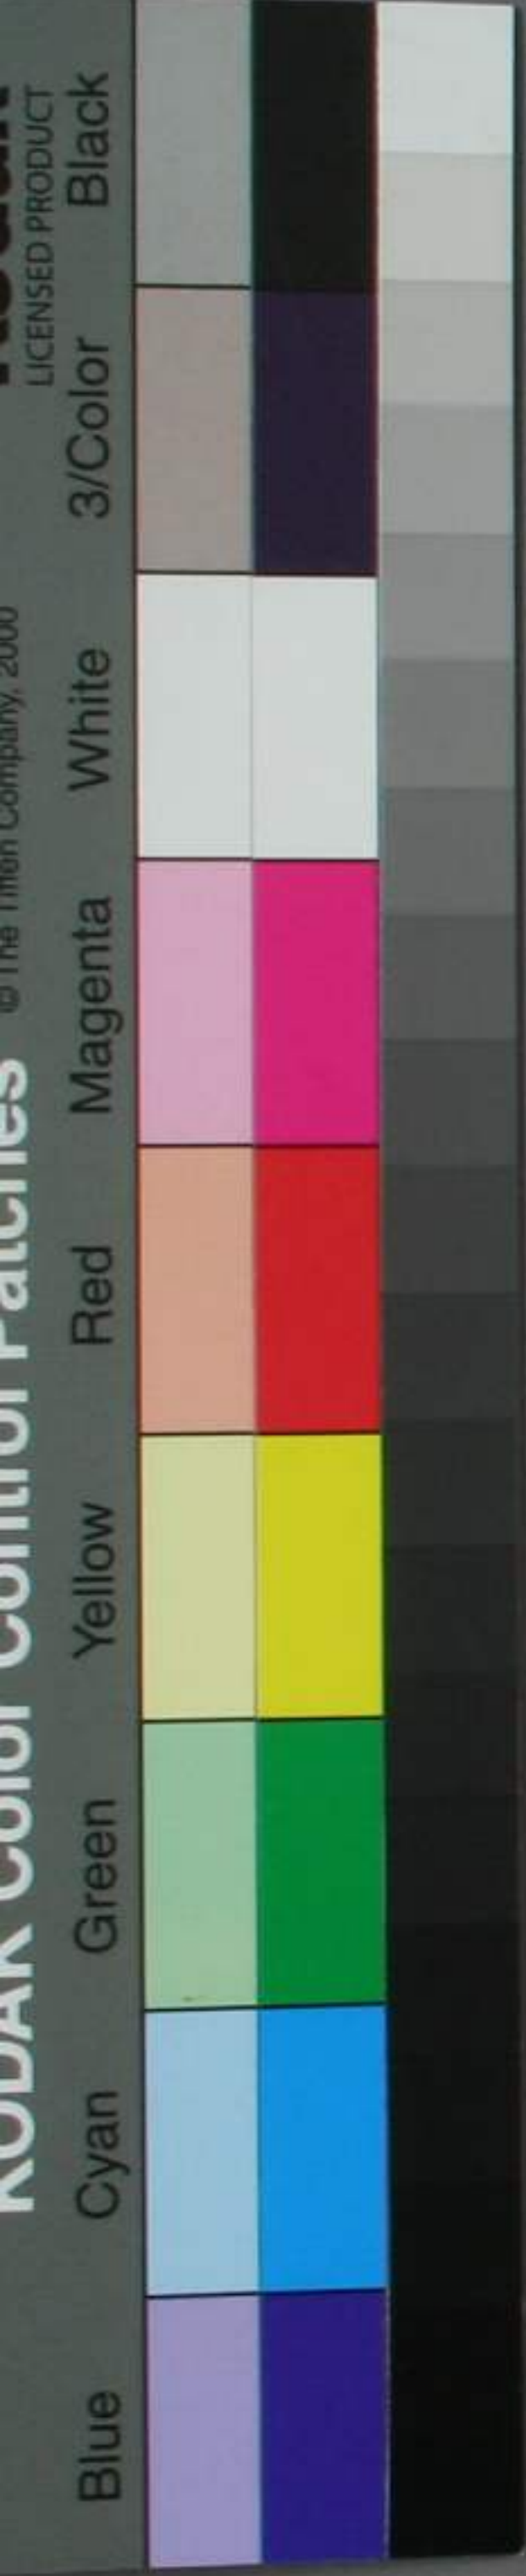 LICENSED PRODUCT
© The Tiffen Company, 2000
KODAK Color Control Patches
Blue Cyan Green Yellow Red Magenta White 3/Color Black